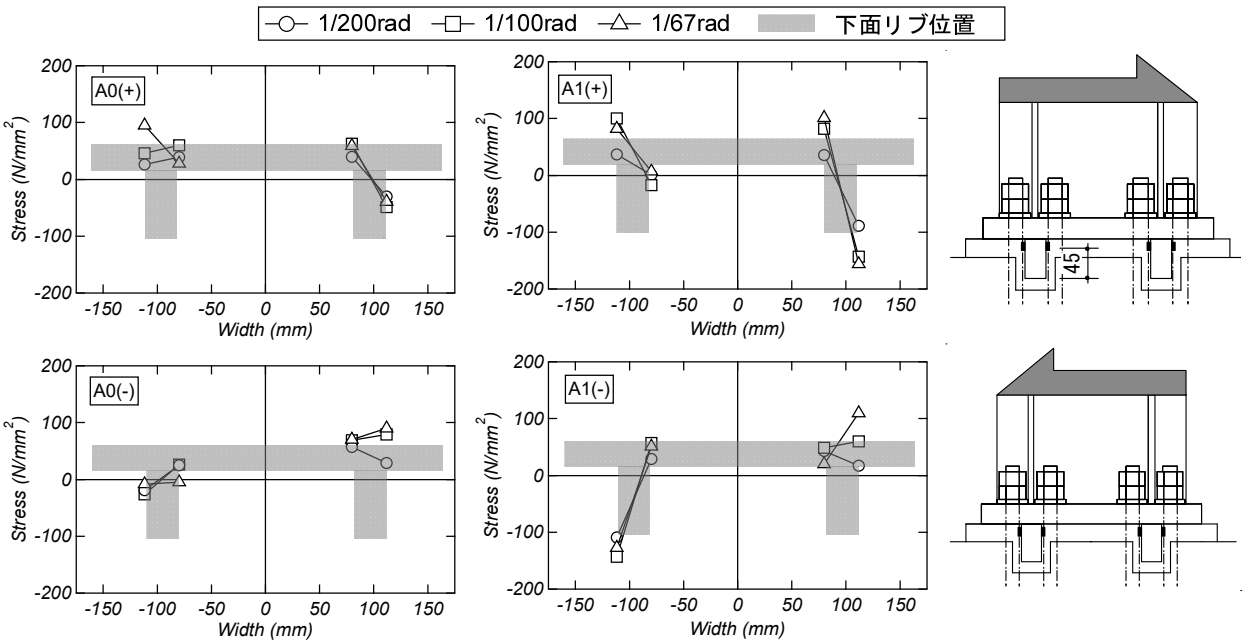 1/200rad 1/100rad 1/67rad 下面リブ位置
A0(+)
Stress (N/mm²)
200
100
0
-100
-200
-150 -100 -50 0 50 100 150
Width (mm)
A1(+)
Stress (N/mm²)
200
100
0
-100
-200
-150 -100 -50 0 50 100 150
Width (mm)
45
A0(-)
Stress (N/mm²)
200
100
0
-100
-200
-150 -100 -50 0 50 100 150
Width (mm)
A1(-)
Stress (N/mm²)
200
100
0
-100
-200
-150 -100 -50 0 50 100 150
Width (mm)